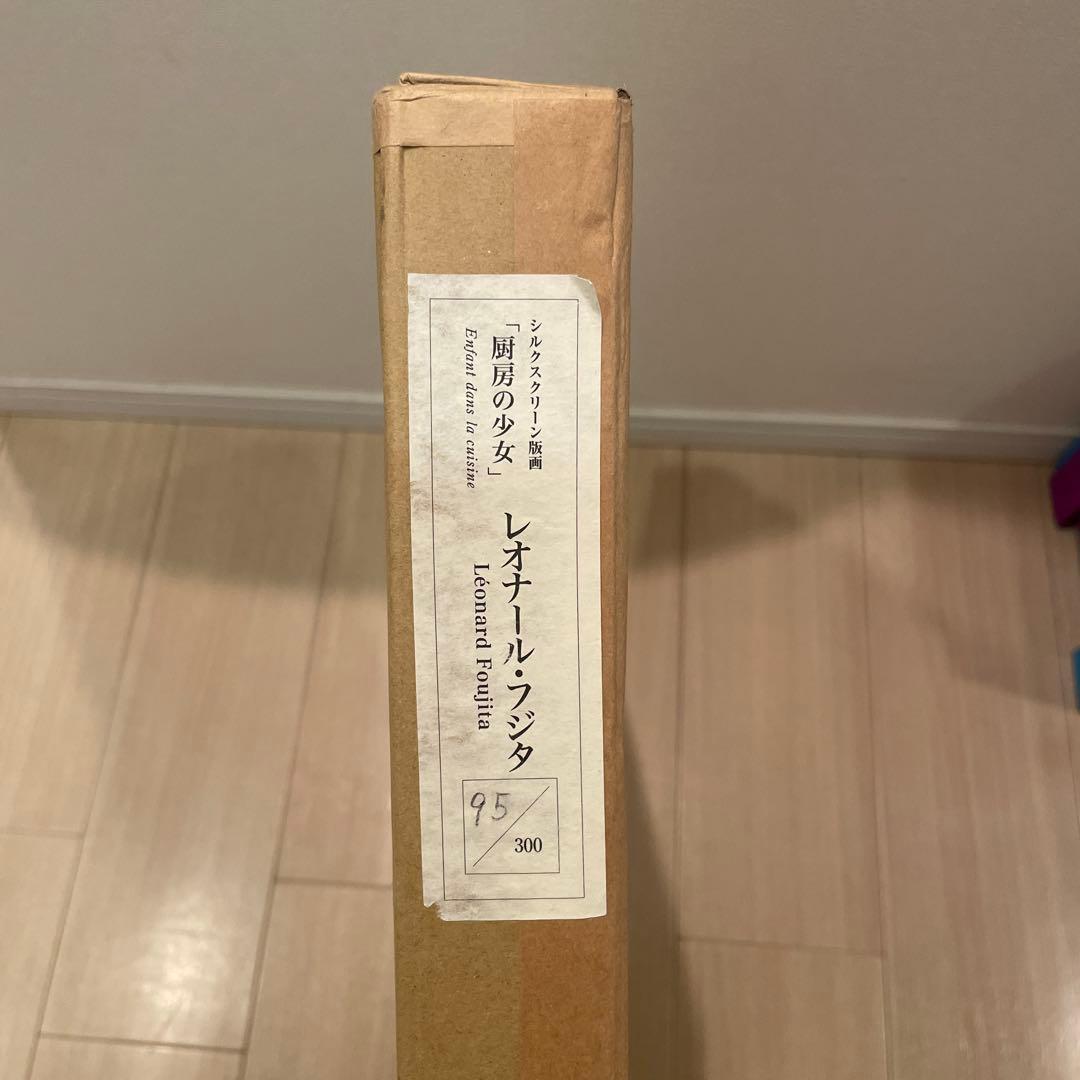 シルクスクリーン版画
「厨房の少女」
Enfant dans la cuisine
レオナール・フジタ
Léonard Foujita
95/300